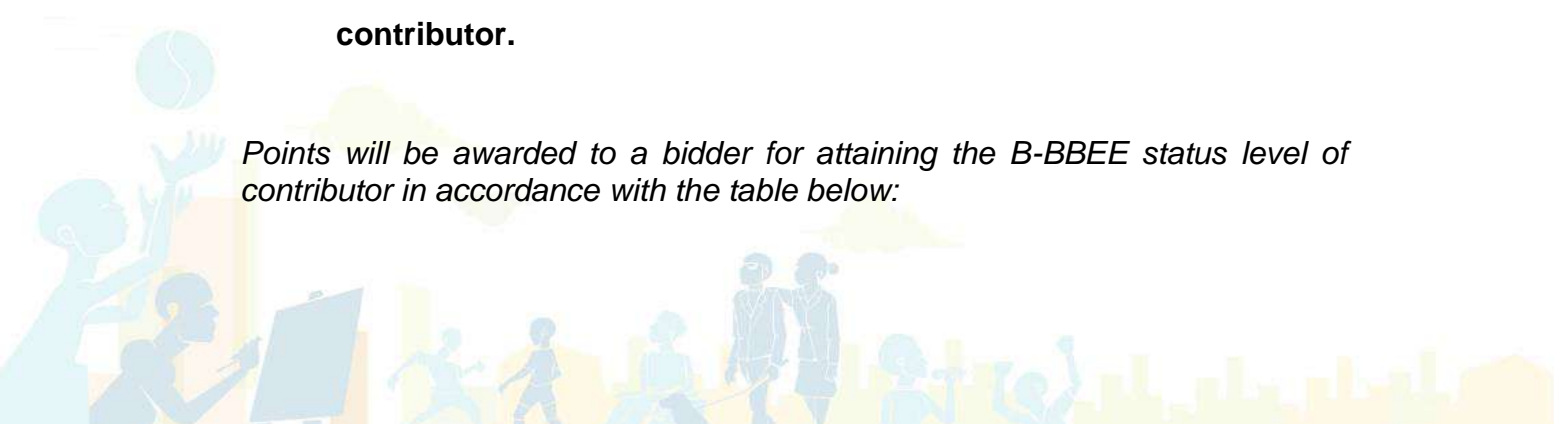 contributor.
Points will be awarded to a bidder for attaining the B-BBEE status level of
contributor in accordance with the table below: